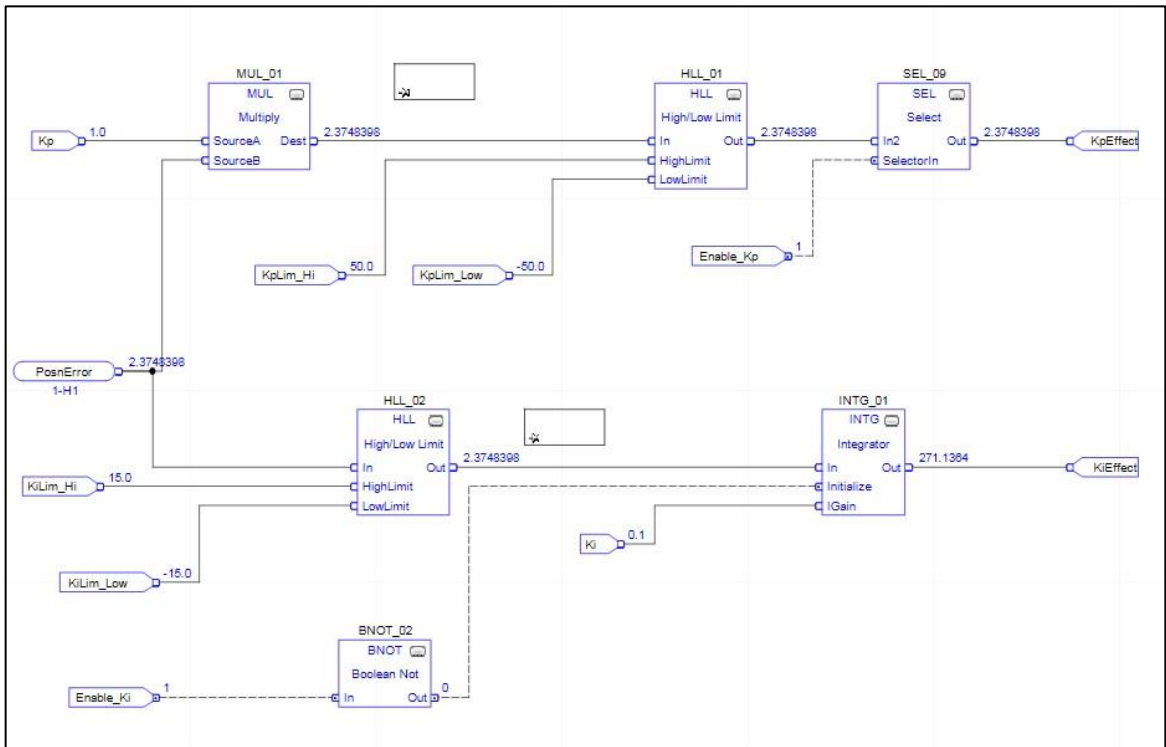 MUL_01
MUL
Multiply
Kp
1.0
SourceA
Dest
2.3748398
SourceB
HLL_01
HLL
High/Low Limit
In
Out
2.3748398
HighLimit
LowLimit
SEL_09
SEL
Select
In2
Out
2.3748398
SelectorIn
KpEffect
KpLim_Hi
50.0
KpLim_Low
-50.0
Enable_Kp
1
PosnError
2.3748398
1-H1
HLL_02
HLL
High/Low Limit
In
Out
2.3748398
HighLimit
LowLimit
KiLim_Hi
15.0
KiLim_Low
-15.0
INTG_01
INTG
Integrator
In
Out
271.1364
Initialize
IGain
KiEffect
Ki
0.1
BNOT_02
BNOT
Boolean Not
Enable_Ki
1
In
Out
0